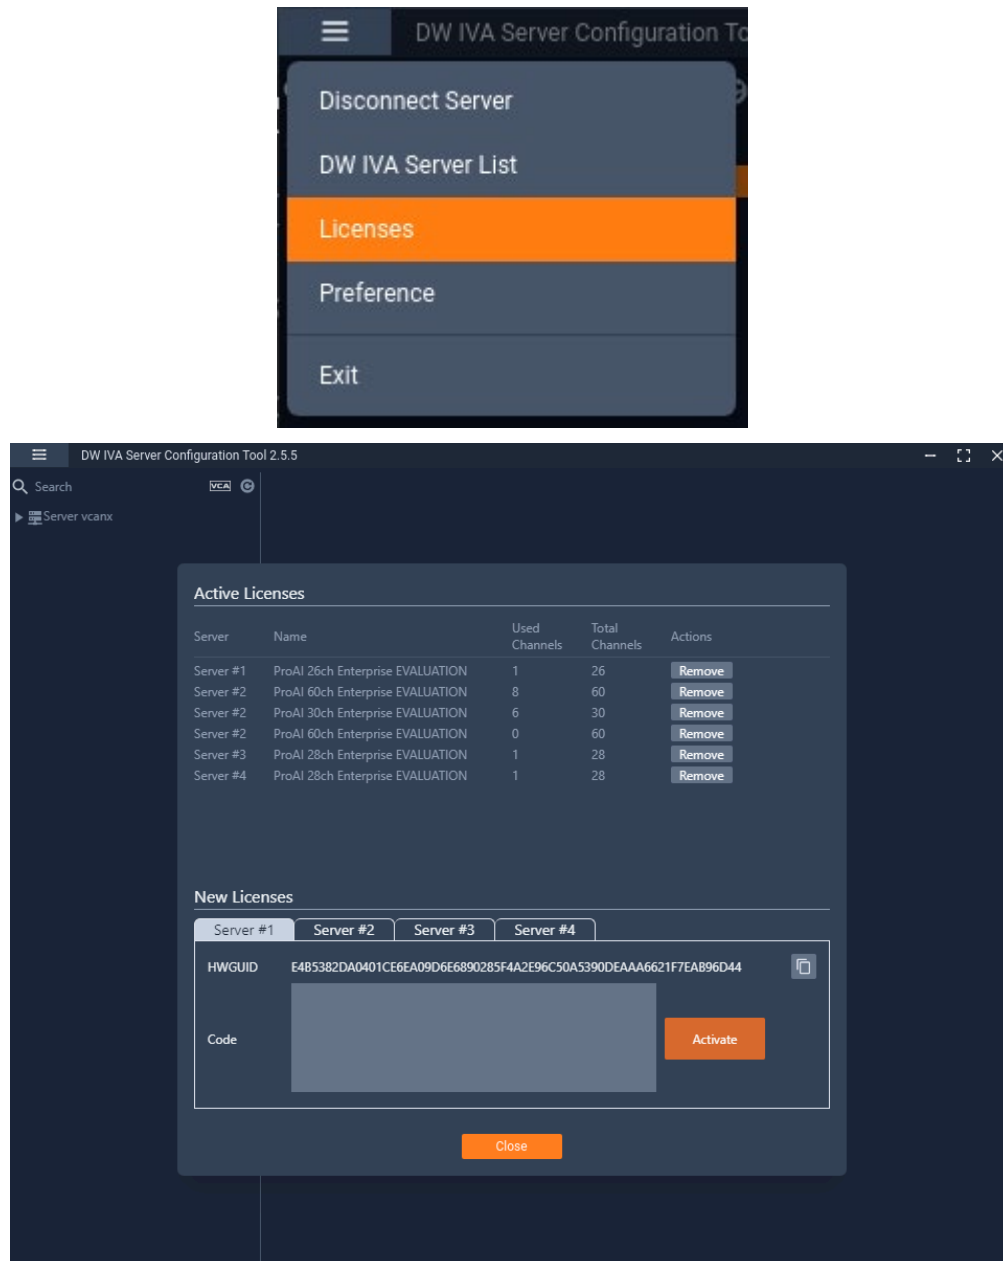 DW IVA Server Configuration To
Disconnect Server
DW IVA Server List
Licenses
Preference
Exit
DW IVA Server Configuration Tool 2.5.5
Search VCA
Server vcanx
Active Licenses
Server Name Used Channels Total Channels Actions
Server #1 ProAI 26ch Enterprise EVALUATION 1 26 Remove
Server #2 ProAI 60ch Enterprise EVALUATION 8 60 Remove
Server #2 ProAI 30ch Enterprise EVALUATION 6 30 Remove
Server #2 ProAI 60ch Enterprise EVALUATION 0 60 Remove
Server #3 ProAI 28ch Enterprise EVALUATION 1 28 Remove
Server #4 ProAI 28ch Enterprise EVALUATION 1 28 Remove
New Licenses
Server #1 Server #2 Server #3 Server #4
HWGUID E4B5382DA0401CE6EA09D6E6890285F4A2E96C50A5390DEAAA6621F7EAB96D44
Code Activate
Close